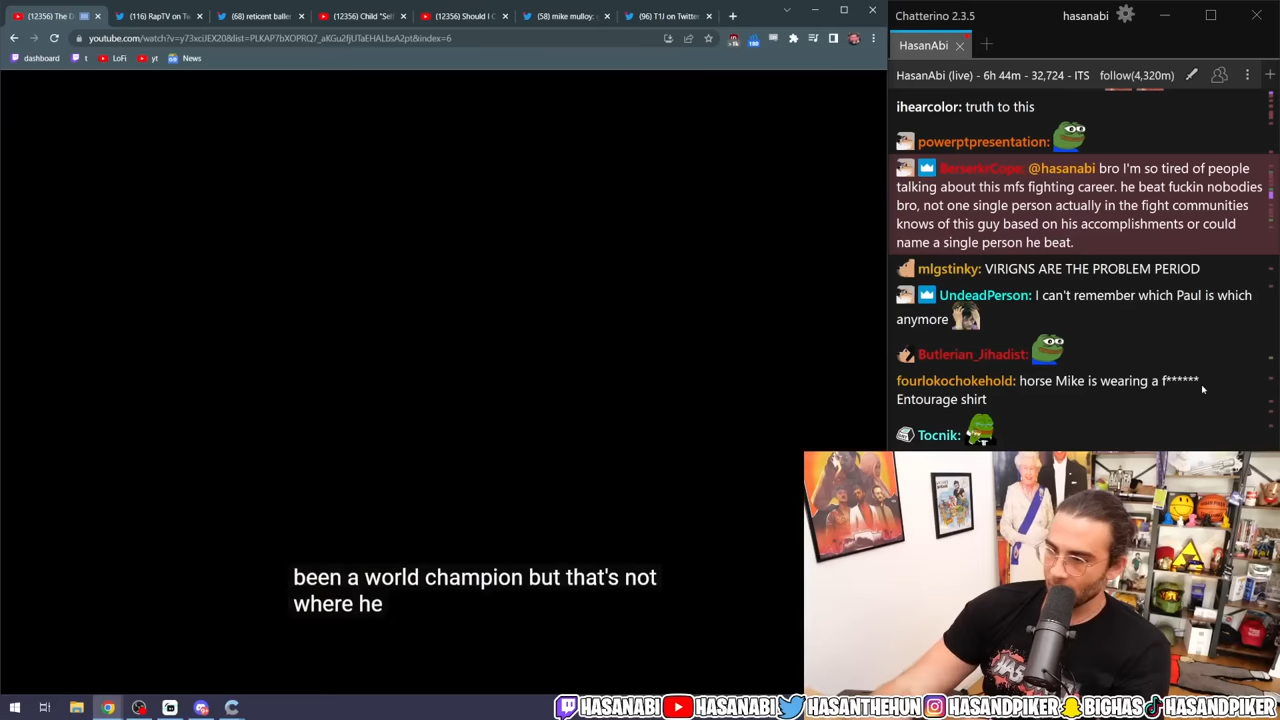 (12356) The D
(116) RapTV on Tw
(68) reticent baller
(12356) Child "Self
(12356) Should I C
(58) mike mulloy: g
(96) T1J on Twitter
youtube.com/watch?v=y73xciJEX20&list=PLKAP7bXOPRQ7_aKGu2fjUTaEHALbsA2pt&index=6
dashboard
t
LoFi
yt
News
Chatterino 2.3.5
hasanabi
HasanAbi
HasanAbi (live) - 6h 44m - 32,724 - ITS
follow(4,320m)
ihearcolor: truth to this
powerptpresentation:
BerserkrCope: @hasanabi bro I'm so tired of people
talking about this mfs fighting career. he beat fuckin nobodies
bro, not one single person actually in the fight communities
knows of this guy based on his accomplishments or could
name a single person he beat.
mlgstinky: VIRIGNS ARE THE PROBLEM PERIOD
UndeadPerson: I can't remember which Paul is which
anymore
Butlerian_Jihadist:
fourlokochokehold: horse Mike is wearing a f******
Entourage shirt
Tocnik:
been a world champion but that's not
where he
HASANABI
HASANABI
HASANTHEHUN
HASANDPIKER
BIGHAS
HASANDPIKER